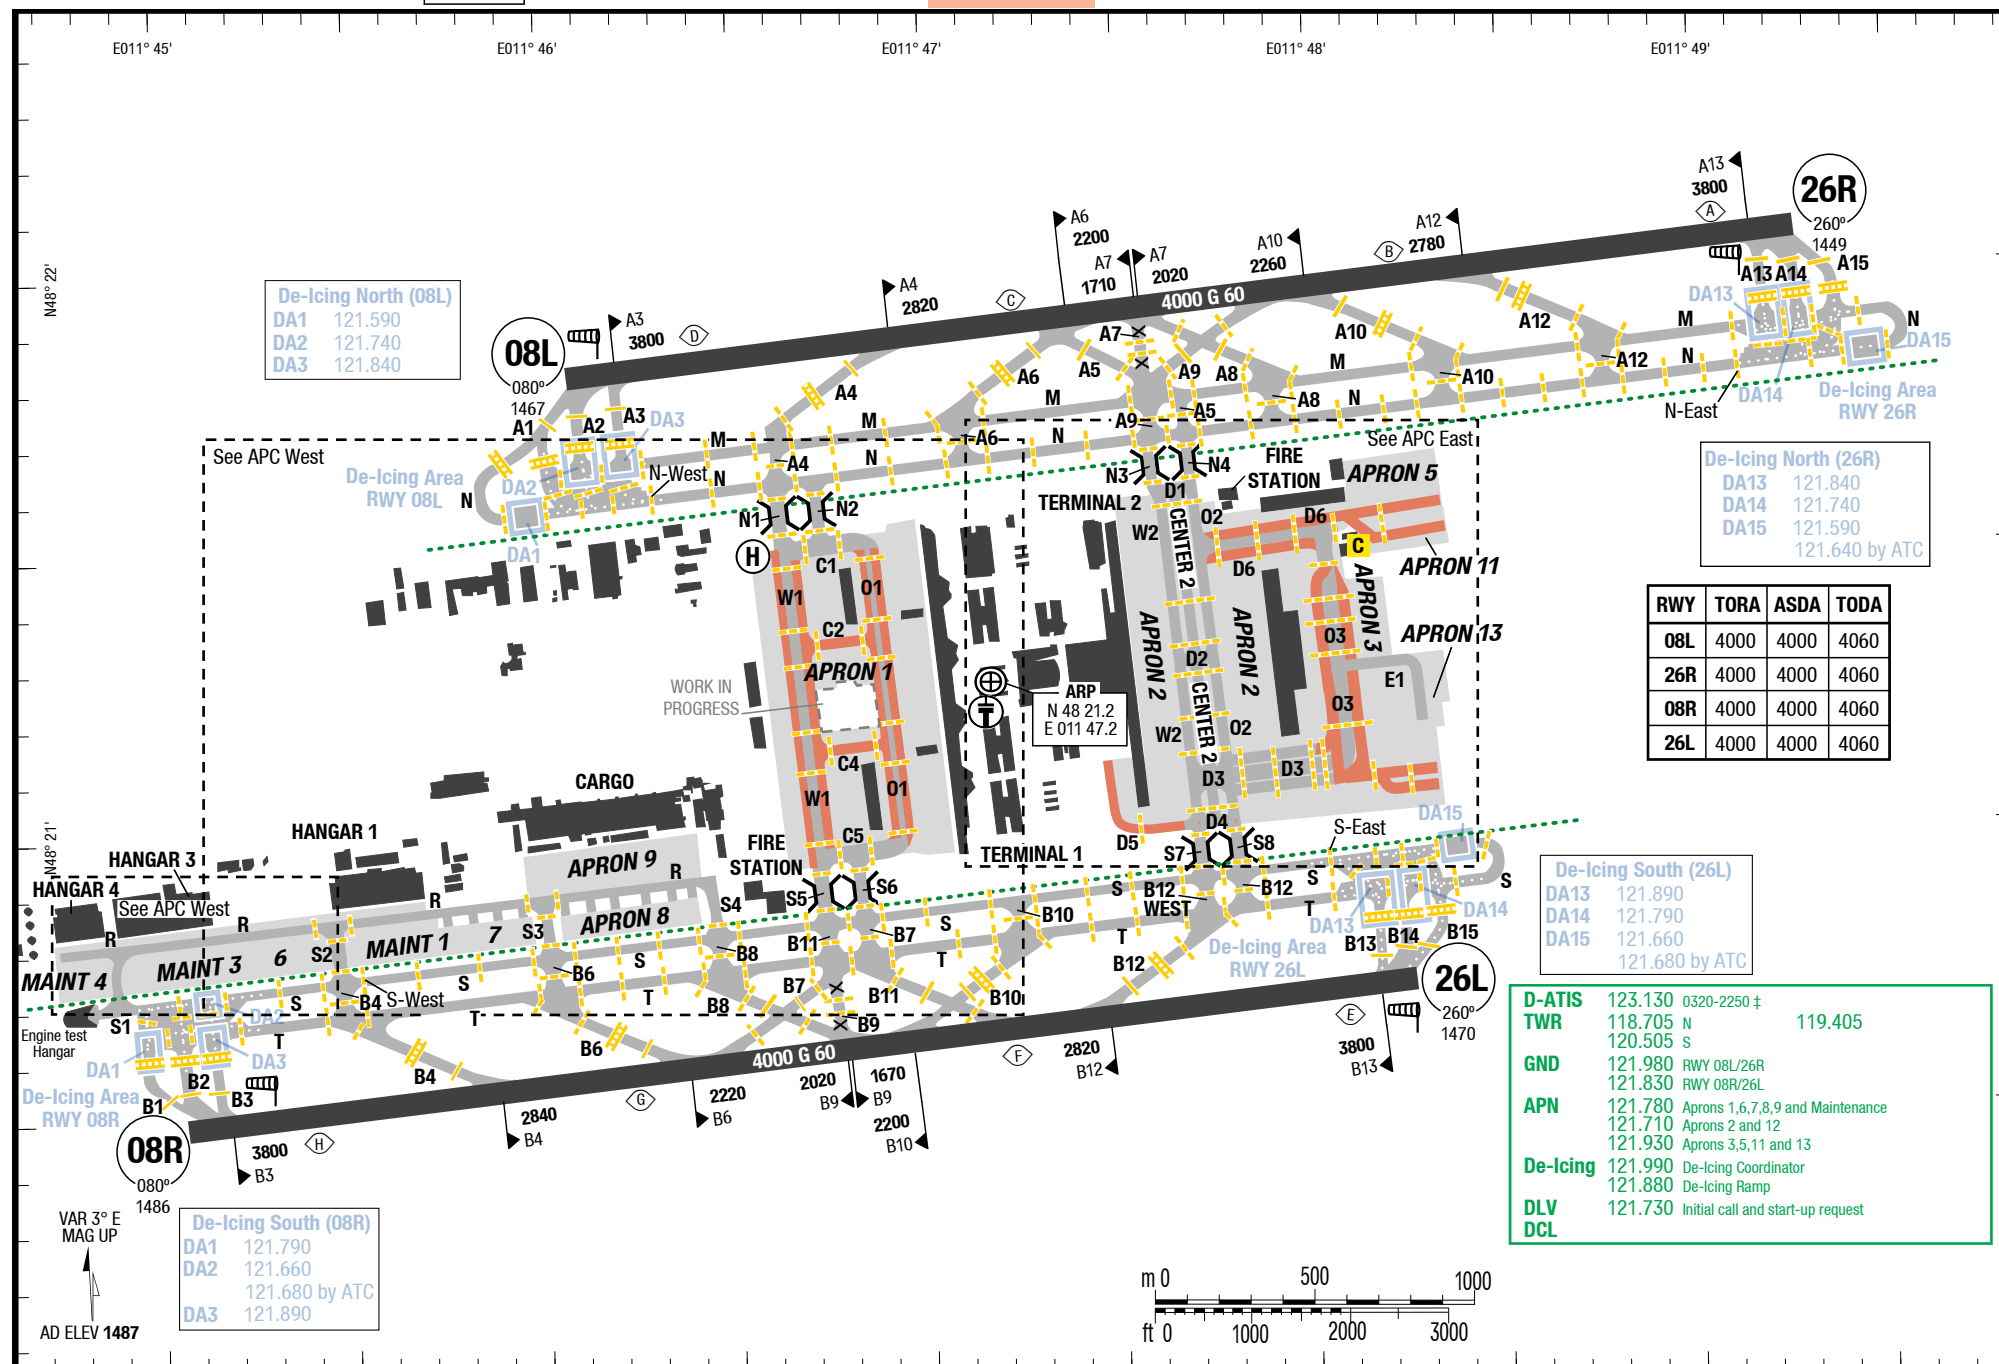 E011° 45'
E011° 46'
E011° 47'
E011° 48'
E011° 49'
N48° 22'
N48° 21'
De-Icing North (08L)
DA1 121.590
DA2 121.740
DA3 121.840
08L
080º
1467
A3
3800
D
A4
2820
C
A6
2200
A7
1710
A7
2020
A10
2260
B
A12
2780
A13
3800
A
26R
260º
1449
4000 G 60
A1
A2
A3
DA3
A4
A6
A5
A7
A9
A8
A10
A12
A13
A14
A15
DA13
DA14
DA15
N
M
N
M
N
M
N
M
N
M
N
N
A4
A6
A9
A5
A8
A10
A12
N-East
De-Icing Area
RWY 26R
De-Icing Area
RWY 08L
DA2
DA1
N
N-West
See APC West
See APC East
De-Icing North (26R)
DA13 121.840
DA14 121.740
DA15 121.590
121.640 by ATC
N1
N2
N3
N4
H
TERMINAL 2
FIRE
STATION
APRON 5
D1
W2
CENTER 2
O2
D6
D6
C
APRON 11
APRON 3
APRON 13
APRON 2
APRON 2
D2
O3
O3
E1
CENTER 2
W2
O2
D3
D3
D4
D5
C1
W1
O1
C2
APRON 1
WORK IN
PROGRESS
C4
W1
O1
C5
ARP
N 48 21.2
E 011 47.2
RWY TORA ASDA TODA
08L 4000 4000 4060
26R 4000 4000 4060
08R 4000 4000 4060
26L 4000 4000 4060
CARGO
HANGAR 1
HANGAR 3
HANGAR 4
See APC West
FIRE
STATION
TERMINAL 1
APRON 9
APRON 8
R
R
R
R
S4
S3
S2
S1
MAINT 1 7
MAINT 3 6
MAINT 4
Engine test
Hangar
S5
S6
S7
S8
S-East
DA15
DA14
DA13
S
S
S
S
S
S
S
T
T
T
T
T
T
S-West
B4
B6
B8
B8
B11
B7
B7
B11
B9
B10
B10
B12
WEST
B12
B12
B13
B14
B15
De-Icing Area
RWY 26L
26L
260º
1470
DA2
DA3
DA1
B1
B2
B3
B4
B6
De-Icing Area
RWY 08R
08R
080º
1486
4000 G 60
3800
B3
H
2840
B4
G
2220
B6
2020
B9
1670
B9
2200
B10
F
2820
B12
E
3800
B13
De-Icing South (26L)
DA13 121.890
DA14 121.790
DA15 121.660
121.680 by ATC
D-ATIS 123.130 0320-2250 ‡
TWR 118.705 N 119.405
120.505 S
GND 121.980 RWY 08L/26R
121.830 RWY 08R/26L
APN 121.780 Aprons 1,6,7,8,9 and Maintenance
121.710 Aprons 2 and 12
121.930 Aprons 3,5,11 and 13
De-Icing 121.990 De-Icing Coordinator
121.880 De-Icing Ramp
DLV 121.730 Initial call and start-up request
DCL
De-Icing South (08R)
DA1 121.790
DA2 121.660
121.680 by ATC
DA3 121.890
VAR 3° E
MAG UP
AD ELEV 1487
m 0 500 1000
ft 0 1000 2000 3000